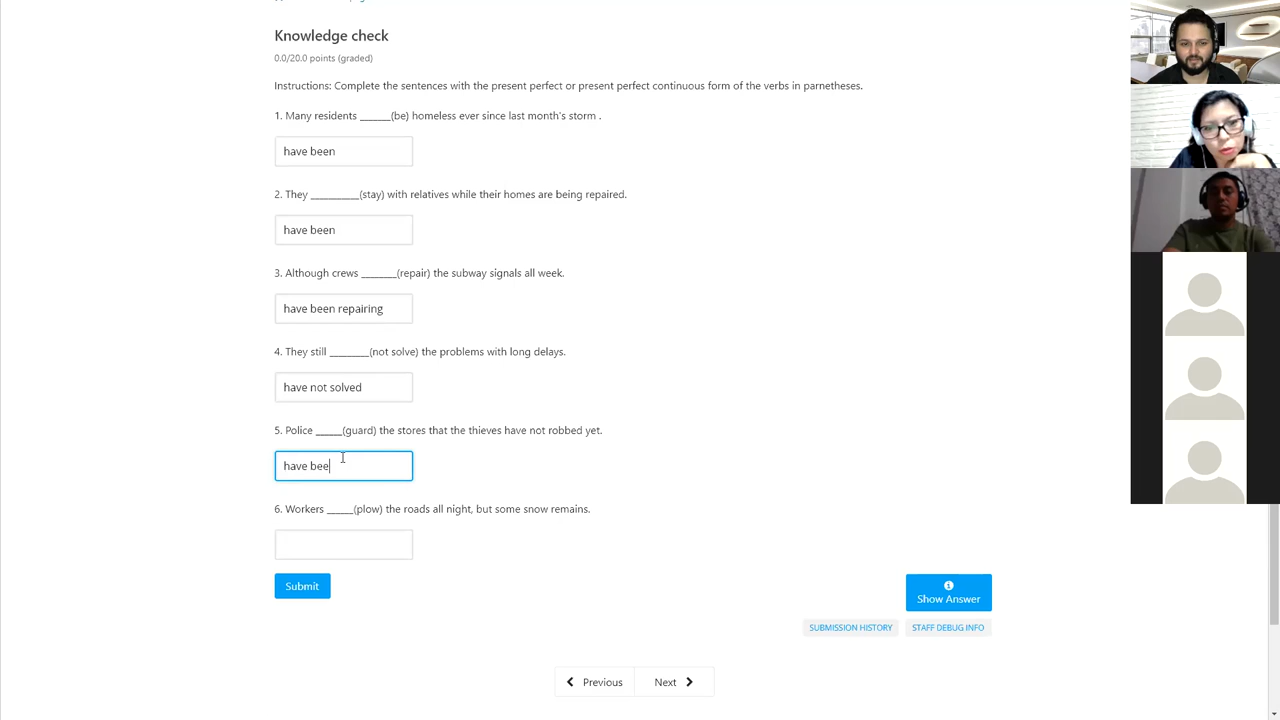 Knowledge check
0.0/20.0 points (graded)
Instructions: Complete the sentences with the present perfect or present perfect continuous form of the verbs in parnetheses.
(be) homeless ever since last month's storm .
have been
2. They __________(stay) with relatives while their homes are being repaired.
have been
3. Although crews _______(repair) the subway signals all week.
have been repairing
4. They still ________(not solve) the problems with long delays.
have not solved
5. Police _____(guard) the stores that the thieves have not robbed yet.
have bee
6. Workers _____(plow) the roads all night, but some snow remains.
Submit
Show Answer
SUBMISSION HISTORY STAFF DEBUG INFO
Previous Next